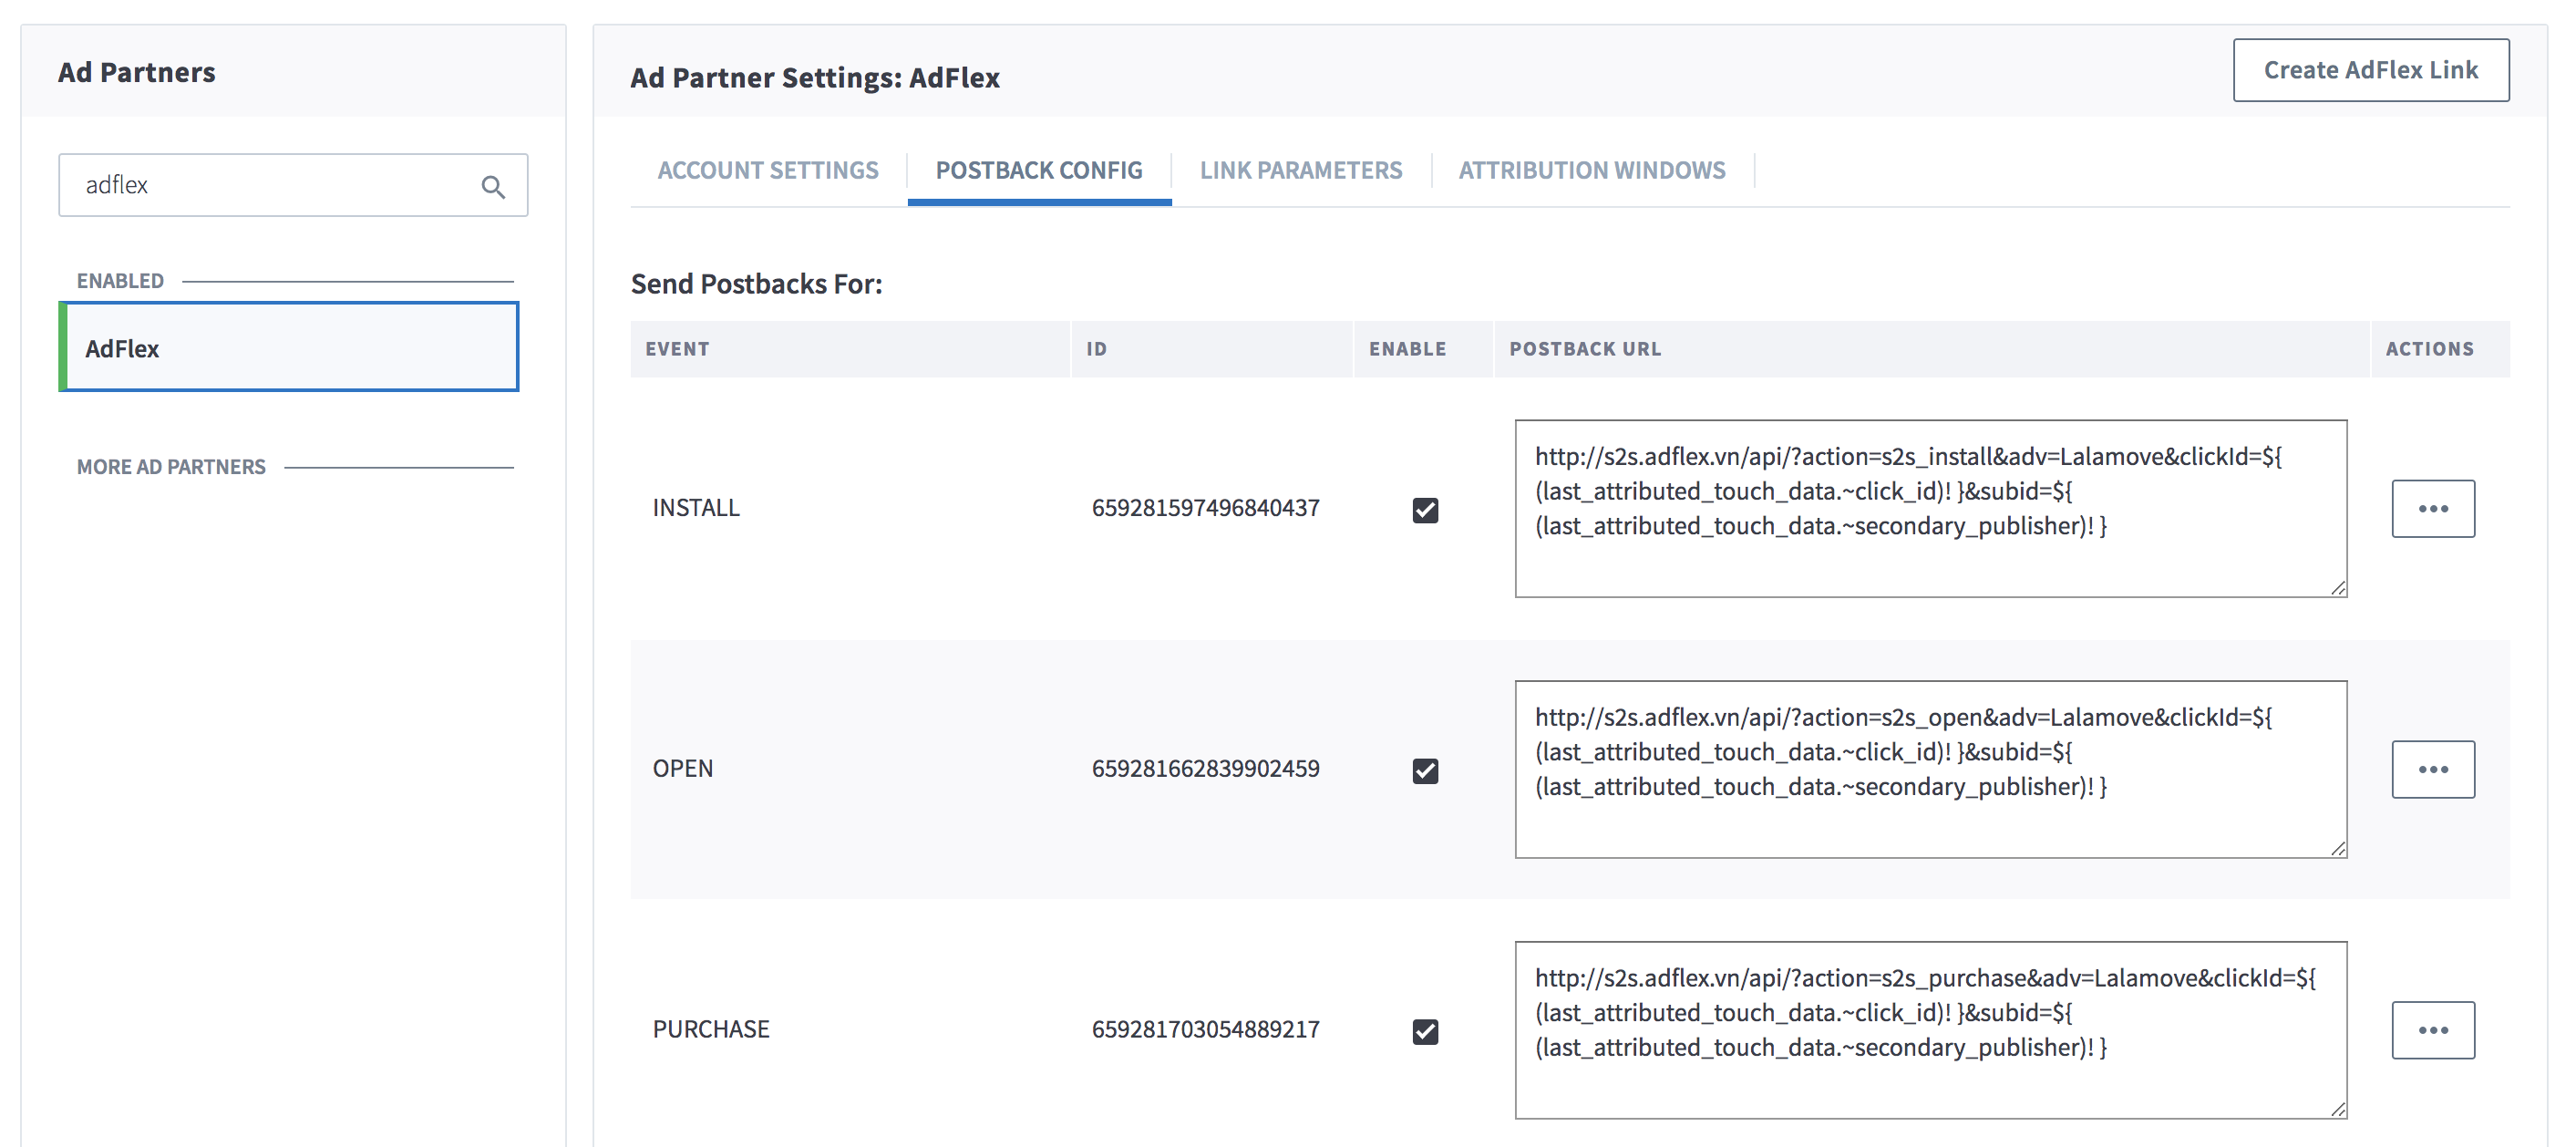 Ad Partners
adflex
ENABLED
AdFlex
MORE AD PARTNERS
Ad Partner Settings: AdFlex
Create AdFlex Link
ACCOUNT SETTINGS
POSTBACK CONFIG
LINK PARAMETERS
ATTRIBUTION WINDOWS
Send Postbacks For:
EVENT ID ENABLE POSTBACK URL ACTIONS
INSTALL 659281597496840437
http://s2s.adflex.vn/api/?action=s2s_install&adv=Lalamove&clickId=${
(last_attributed_touch_data.~click_id)! }&subid=${
(last_attributed_touch_data.~secondary_publisher)! }
OPEN 659281662839902459
http://s2s.adflex.vn/api/?action=s2s_open&adv=Lalamove&clickId=${
(last_attributed_touch_data.~click_id)! }&subid=${
(last_attributed_touch_data.~secondary_publisher)! }
PURCHASE 659281703054889217
http://s2s.adflex.vn/api/?action=s2s_purchase&adv=Lalamove&clickId=${
(last_attributed_touch_data.~click_id)! }&subid=${
(last_attributed_touch_data.~secondary_publisher)! }